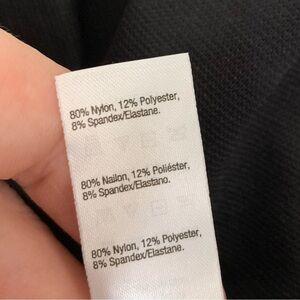 80% Nylon, 12% Polyester,
8% Spandex/Elastane.
80% Nailon, 12% Poliéster,
8% Spandex/Elastano.
80% Nylon, 12% Polyester,
8% Spandex/Elastane.